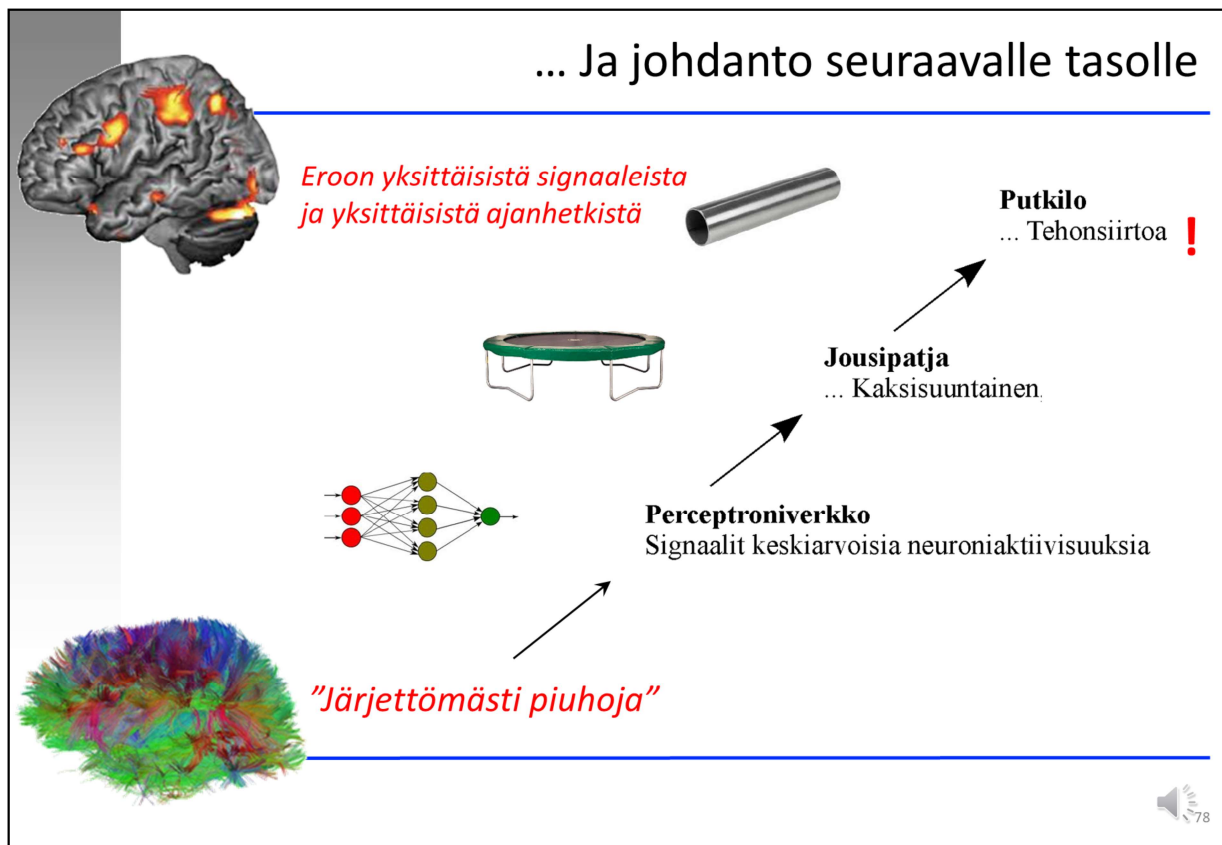 ... Ja johdanto seuraavalle tasolle
Eroon yksittäisistä signaaleista
ja yksittäisistä ajanhetkistä
Putkilo
... Tehonsiirtoa !
Jousipatja
... Kaksisuuntainen
Perceptroniverkko
Signaalit keskiarvoisia neuroniaktiivisuuksia
”Järjettömästi piuhoja”
78